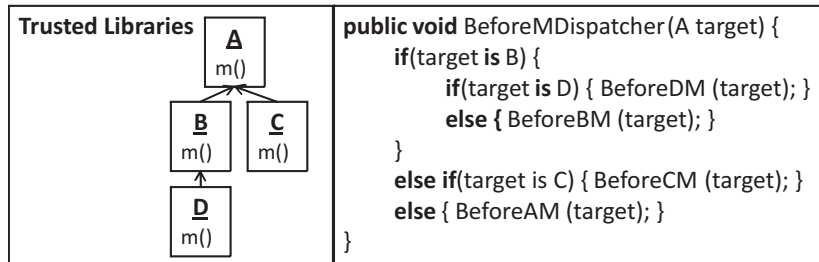 Trusted Libraries
A
m()
B
m()
C
m()
D
m()
public void BeforeMDispatcher(A target) {
if(target is B) {
if(target is D) { BeforeDM (target); }
else { BeforeBM (target); }
}
else if(target is C) { BeforeCM (target); }
else { BeforeAM (target); }
}